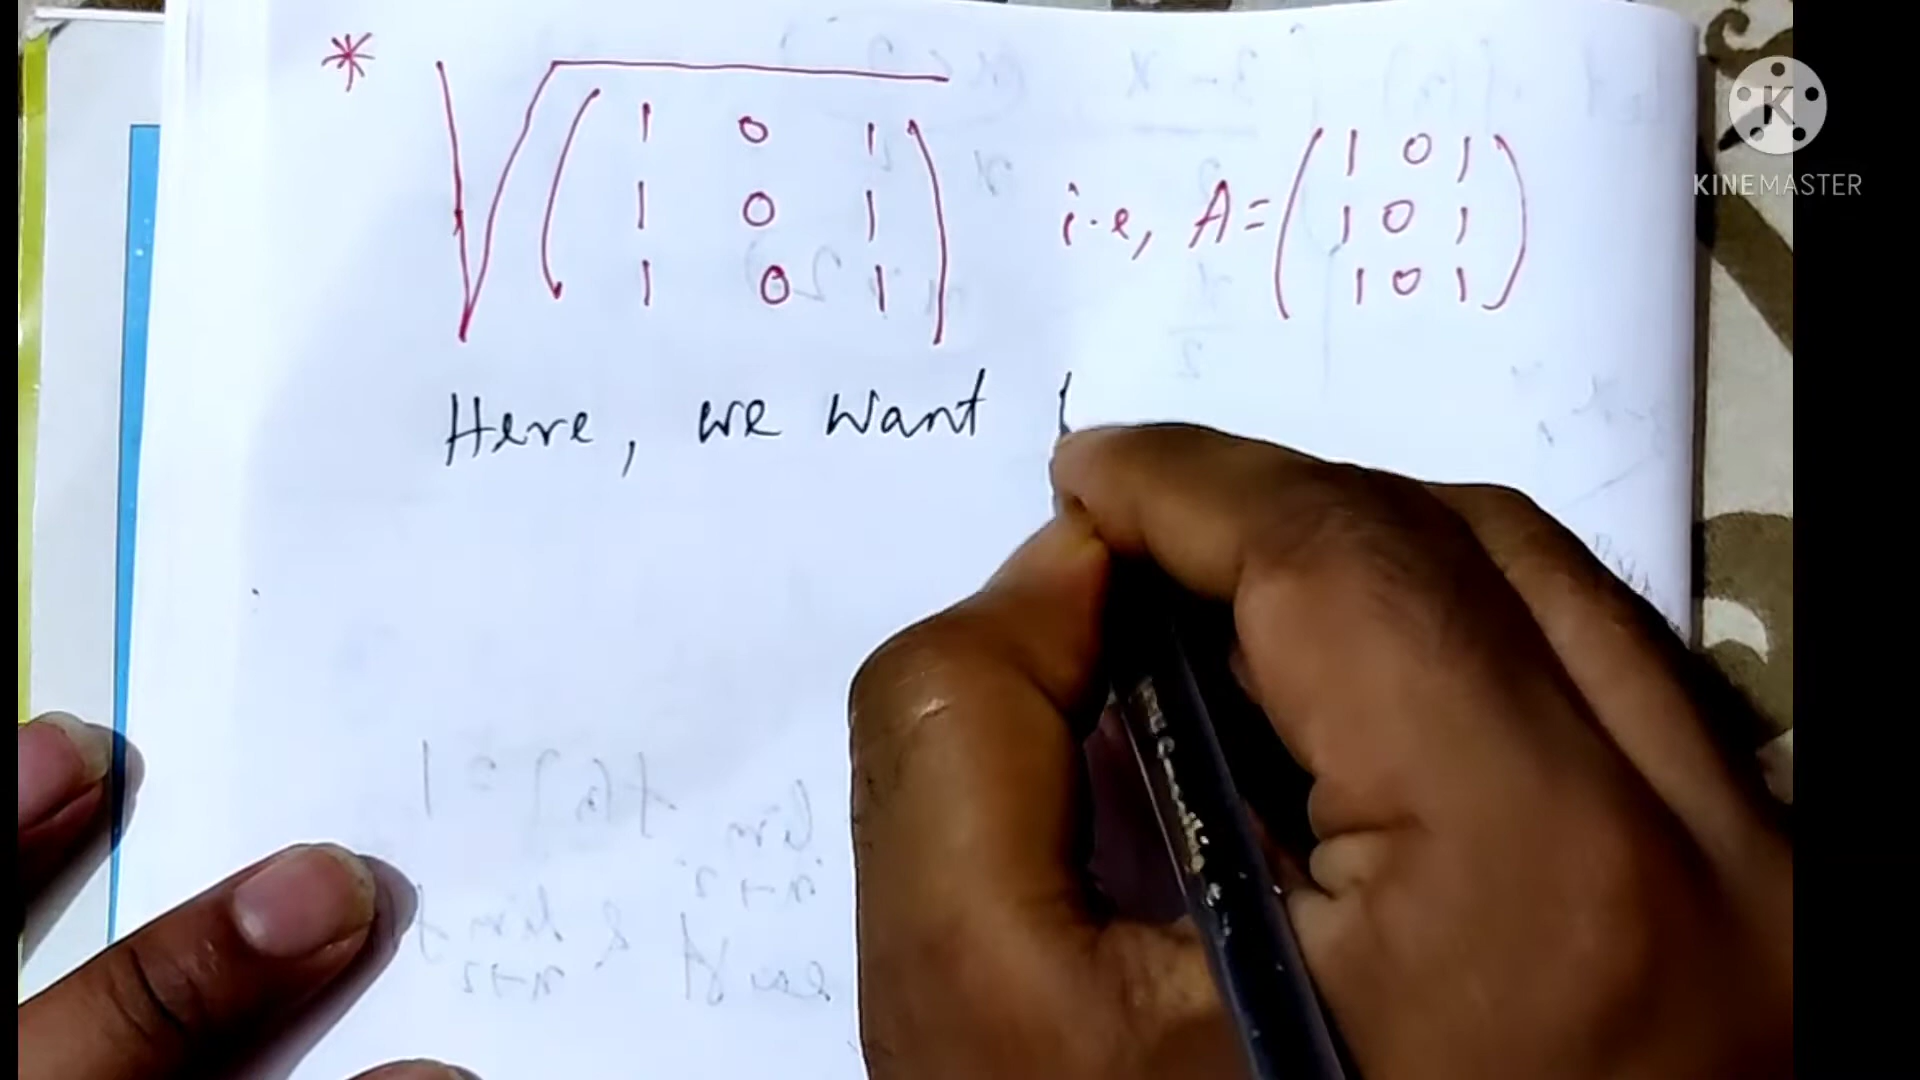 * √( 1 0 1
1 0 1
1 0 1 )
i.e, A = ( 1 0 1
1 0 1
1 0 1 )
Here, we want
KINEMASTER